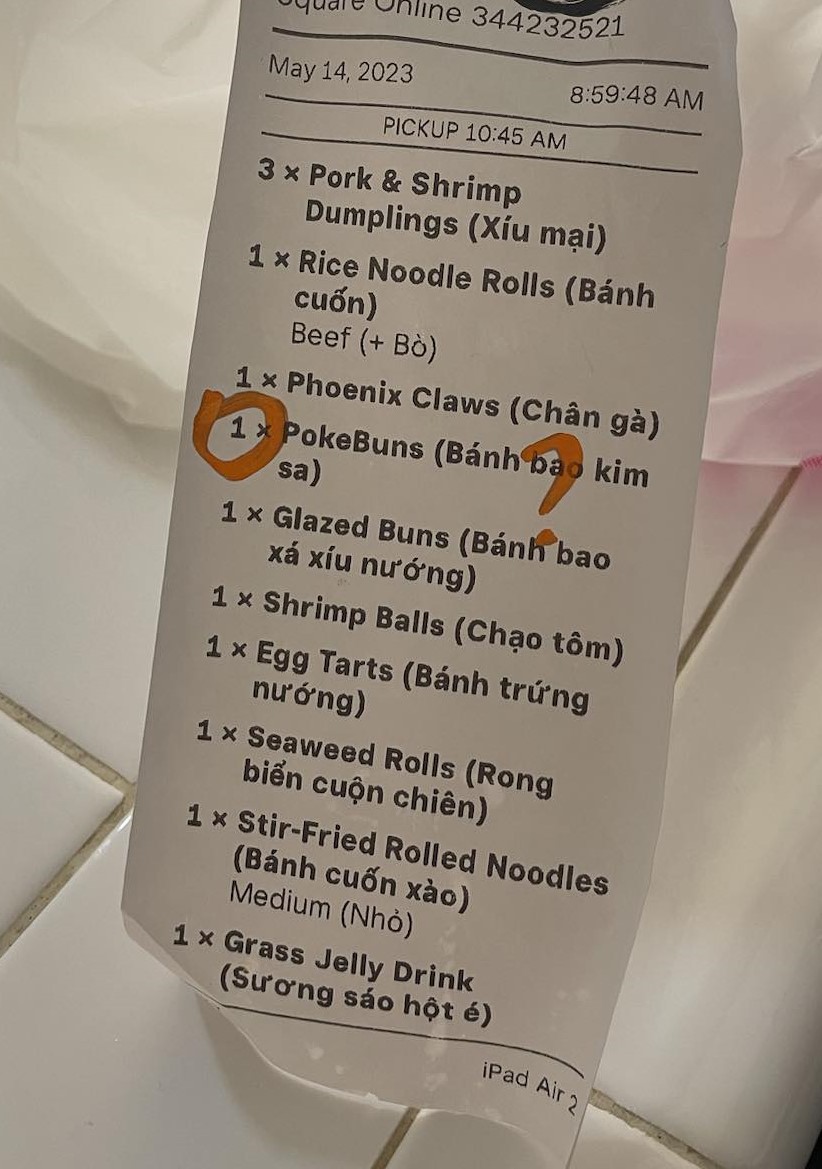 Square Online 344232521
May 14, 2023
8:59:48 AM
PICKUP 10:45 AM
3 × Pork & Shrimp
Dumplings (Xíu mại)
1 × Rice Noodle Rolls (Bánh
cuốn)
Beef (+ Bò)
1 × Phoenix Claws (Chân gà)
1 × PokeBuns (Bánh bao kim
sa)
?
1 × Glazed Buns (Bánh bao
xá xíu nướng)
1 × Shrimp Balls (Chạo tôm)
1 × Egg Tarts (Bánh trứng
nướng)
1 × Seaweed Rolls (Rong
biển cuộn chiên)
1 × Stir-Fried Rolled Noodles
(Bánh cuốn xào)
Medium (Nhỏ)
1 × Grass Jelly Drink
(Sương sáo hột é)
iPad Air 2